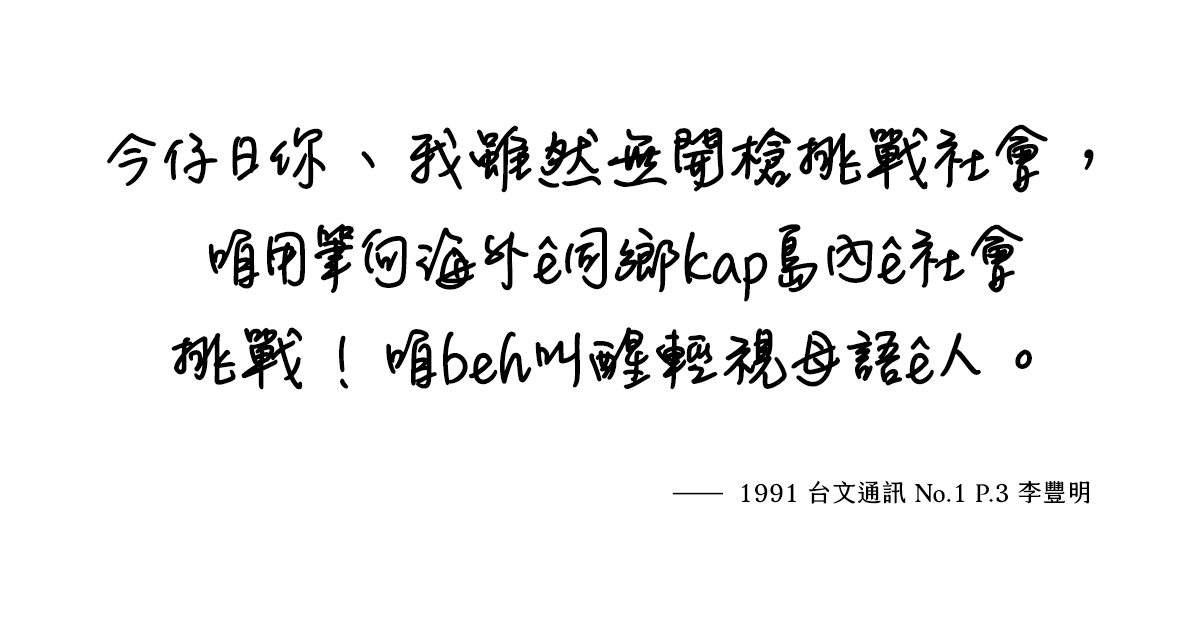 今仔日你、我雖然無開槍挑戰社會，
咱用筆向海外ê同鄉kap島內ê社會
挑戰！咱beh叫醒輕視母語ê人。
—— 1991 台文通訊 No.1 P.3 李豐明